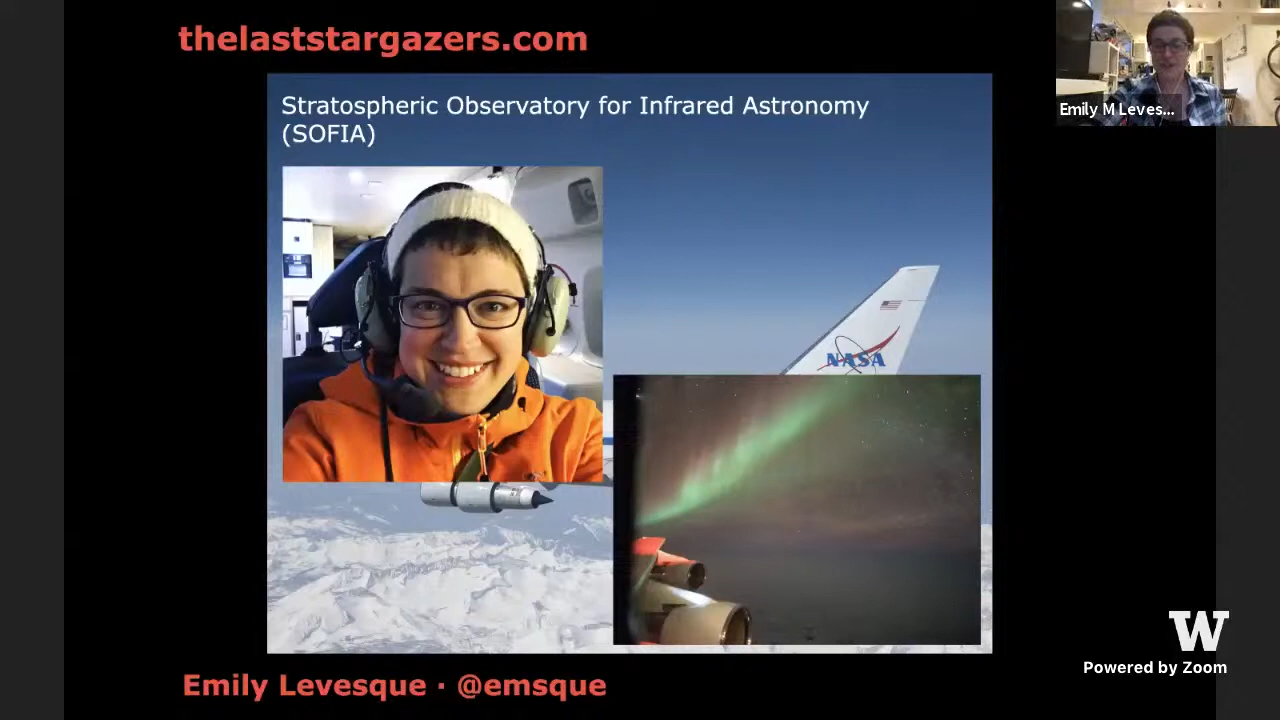 thelaststargazers.com
Emily M Leves...
Stratospheric Observatory for Infrared Astronomy
(SOFIA)
NASA
W
Powered by Zoom
Emily Levesque · @emsque